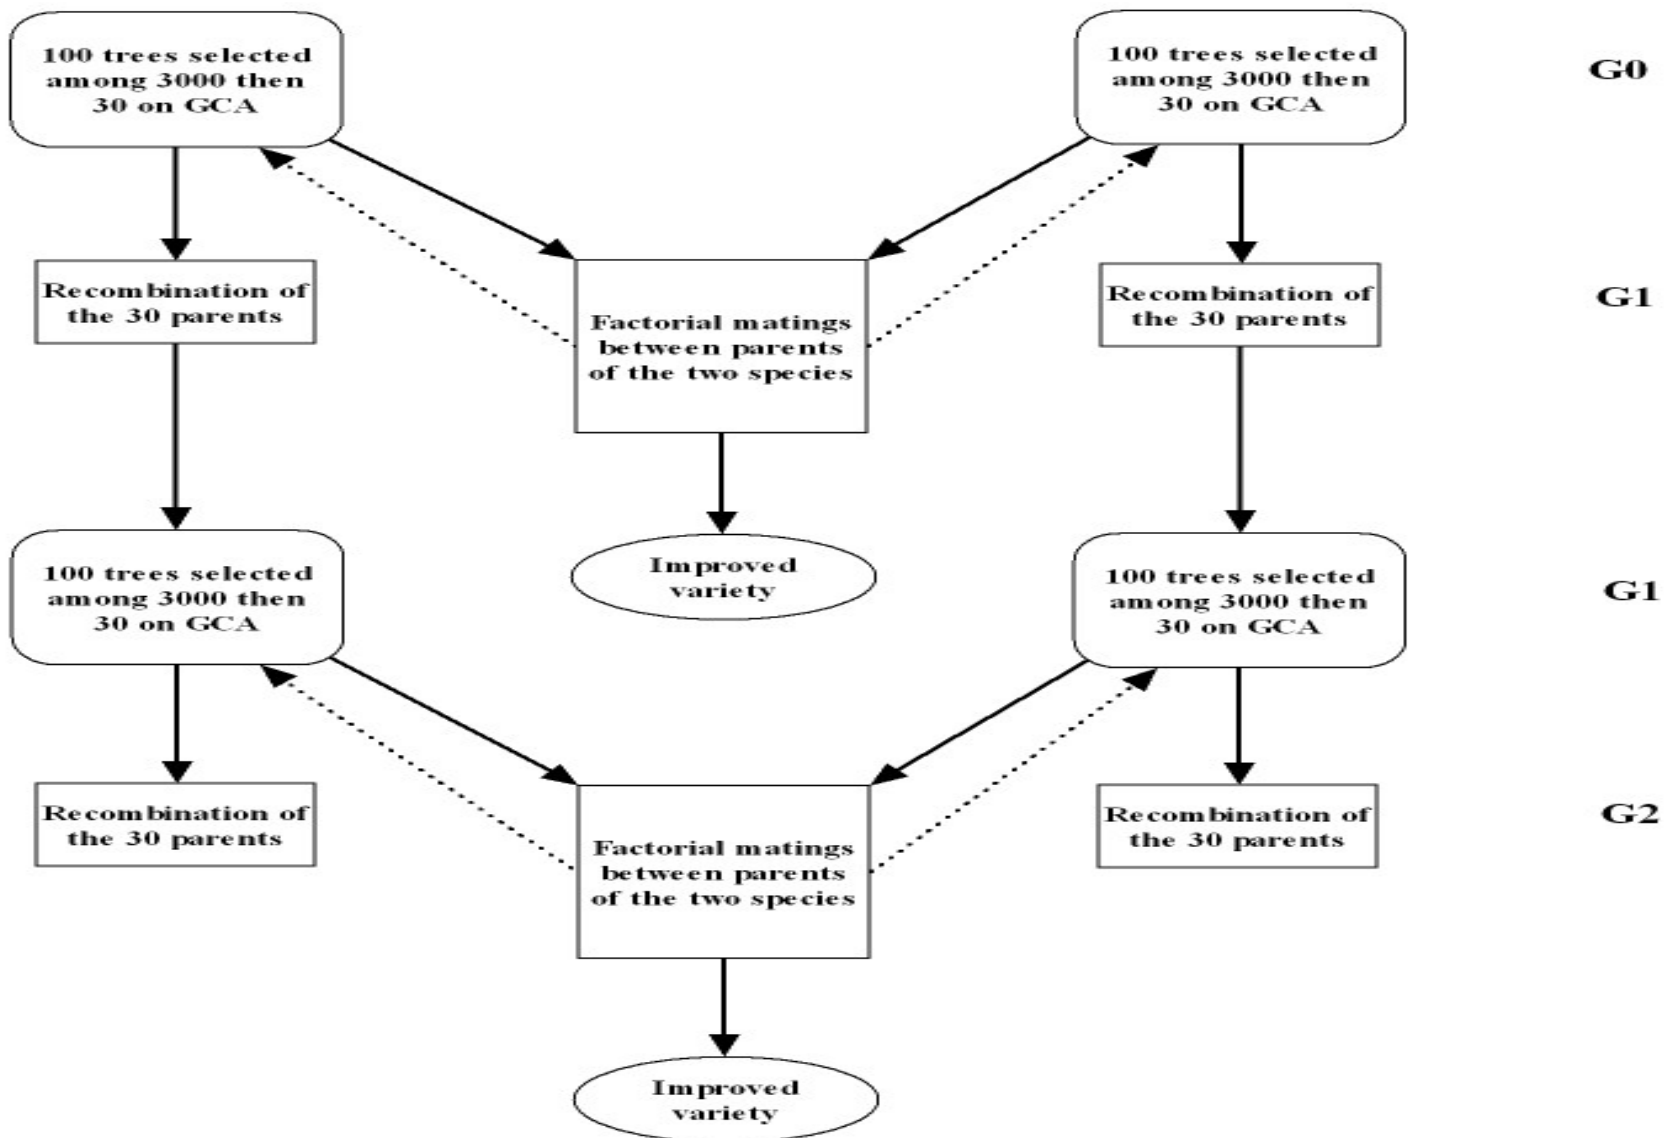 100 trees selected
among 3000 then
30 on GCA
100 trees selected
among 3000 then
30 on GCA
G0
Recombination of
the 30 parents
Factorial matings
between parents
of the two species
Recombination of
the 30 parents
G1
Improved
variety
100 trees selected
among 3000 then
30 on GCA
100 trees selected
among 3000 then
30 on GCA
G1
Recombination of
the 30 parents
Factorial matings
between parents
of the two species
Recombination of
the 30 parents
G2
Improved
variety